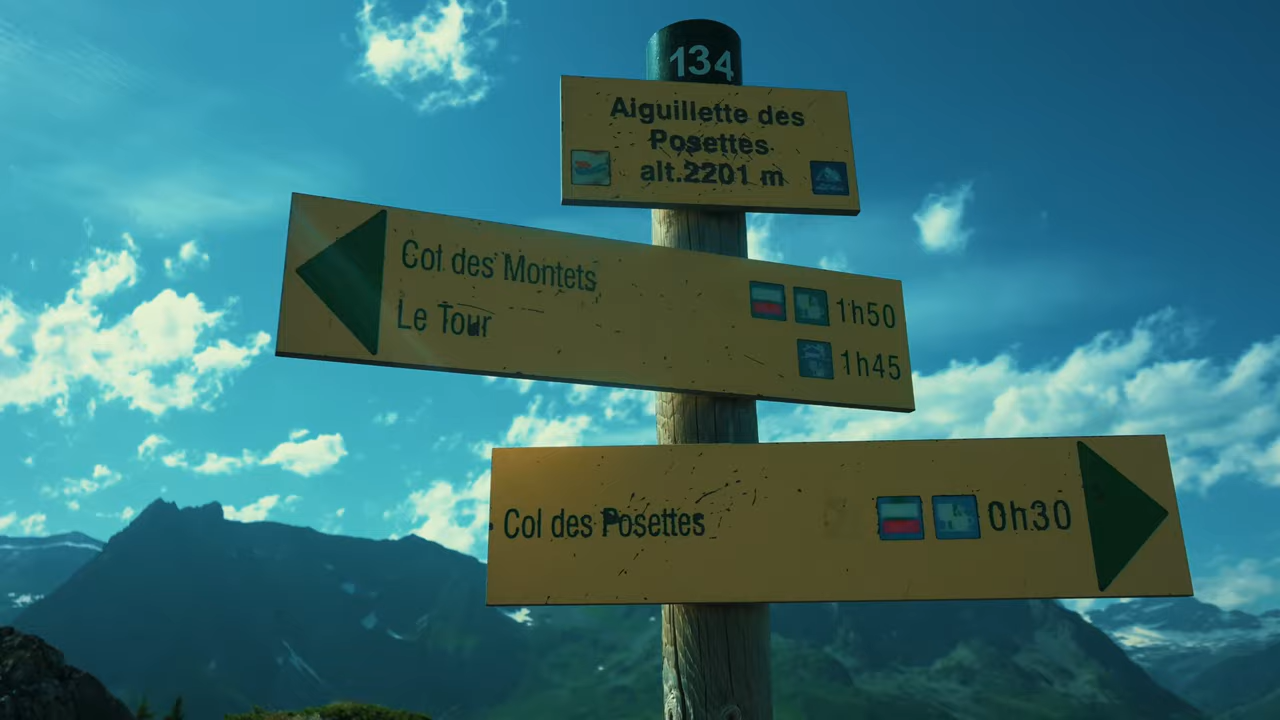 134
Aiguillette des
Posettes
alt.2201 m
Col des Montets 1h50
Le Tour 1h45
Col des Posettes 0h30